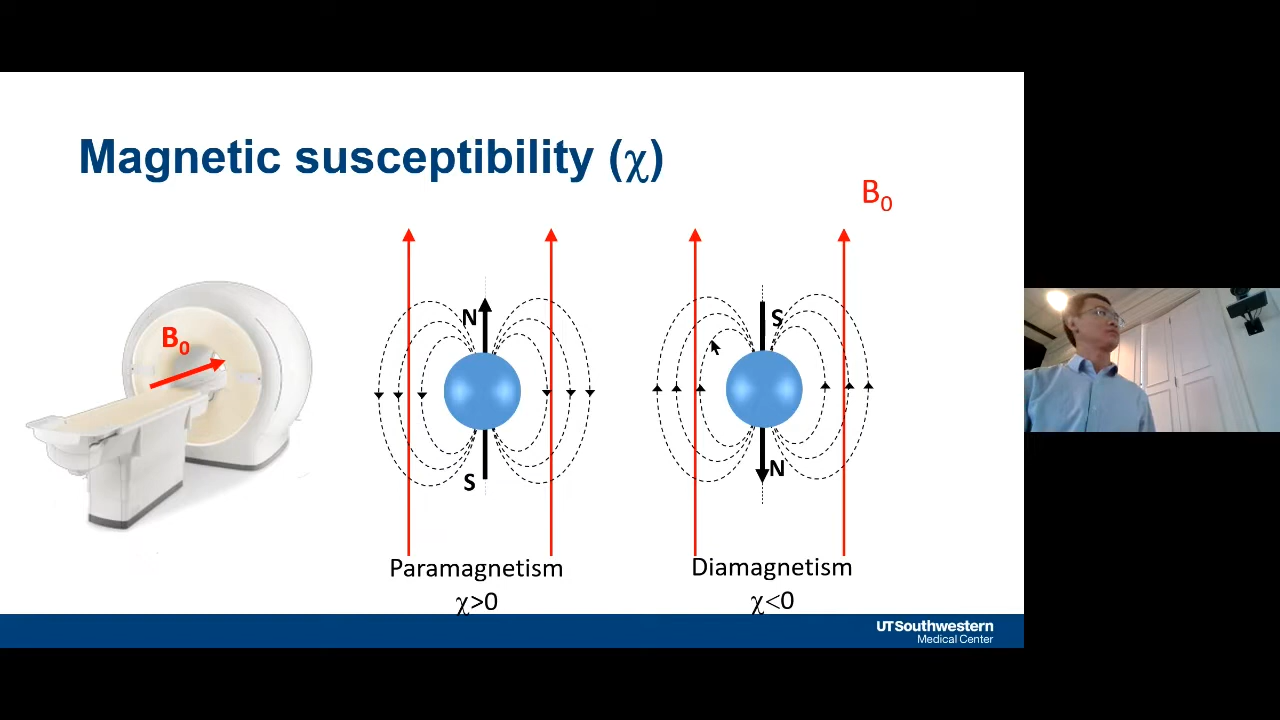 Magnetic susceptibility (χ)
B₀
B₀
N
S
S
N
Paramagnetism
χ>0
Diamagnetism
χ<0
UTSouthwestern
Medical Center